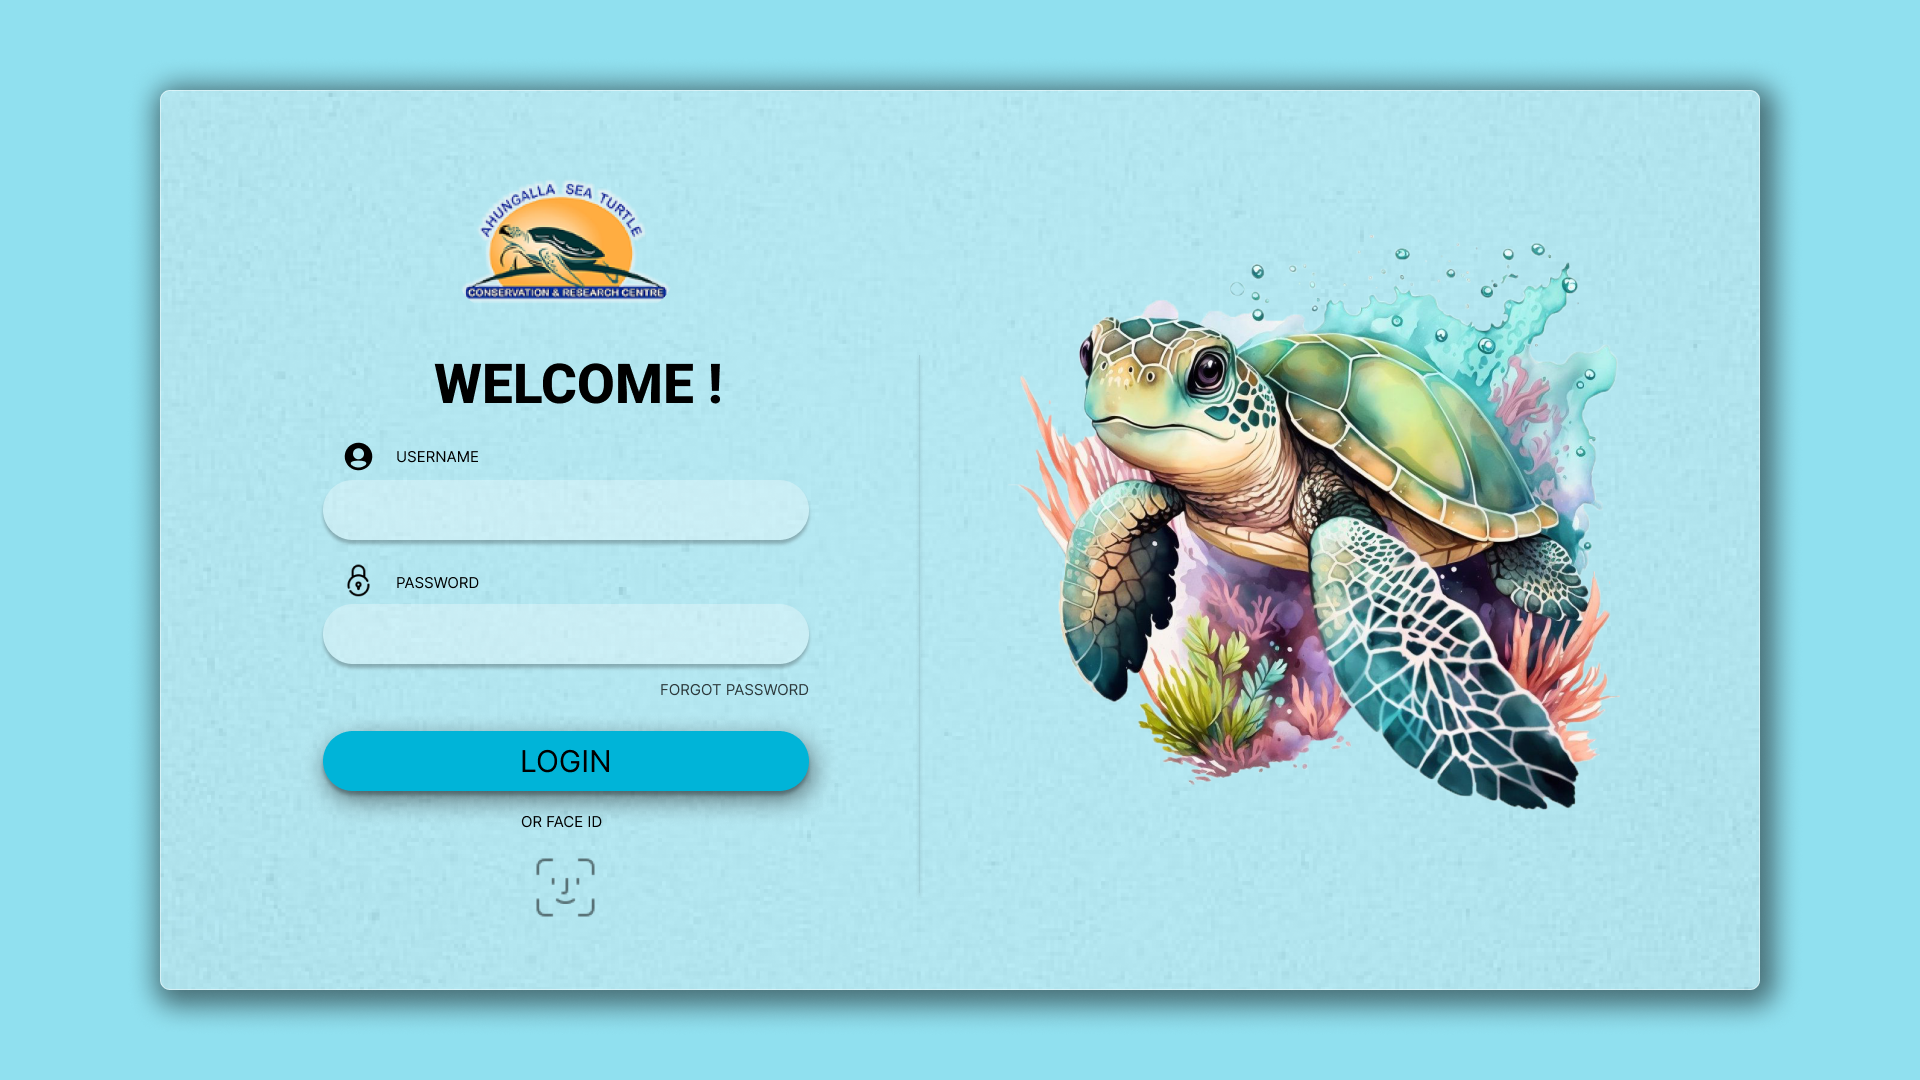 AHUNGALLA SEA TURTLE
CONSERVATION & RESEARCH CENTRE
WELCOME !
USERNAME
PASSWORD
FORGOT PASSWORD
LOGIN
OR FACE ID